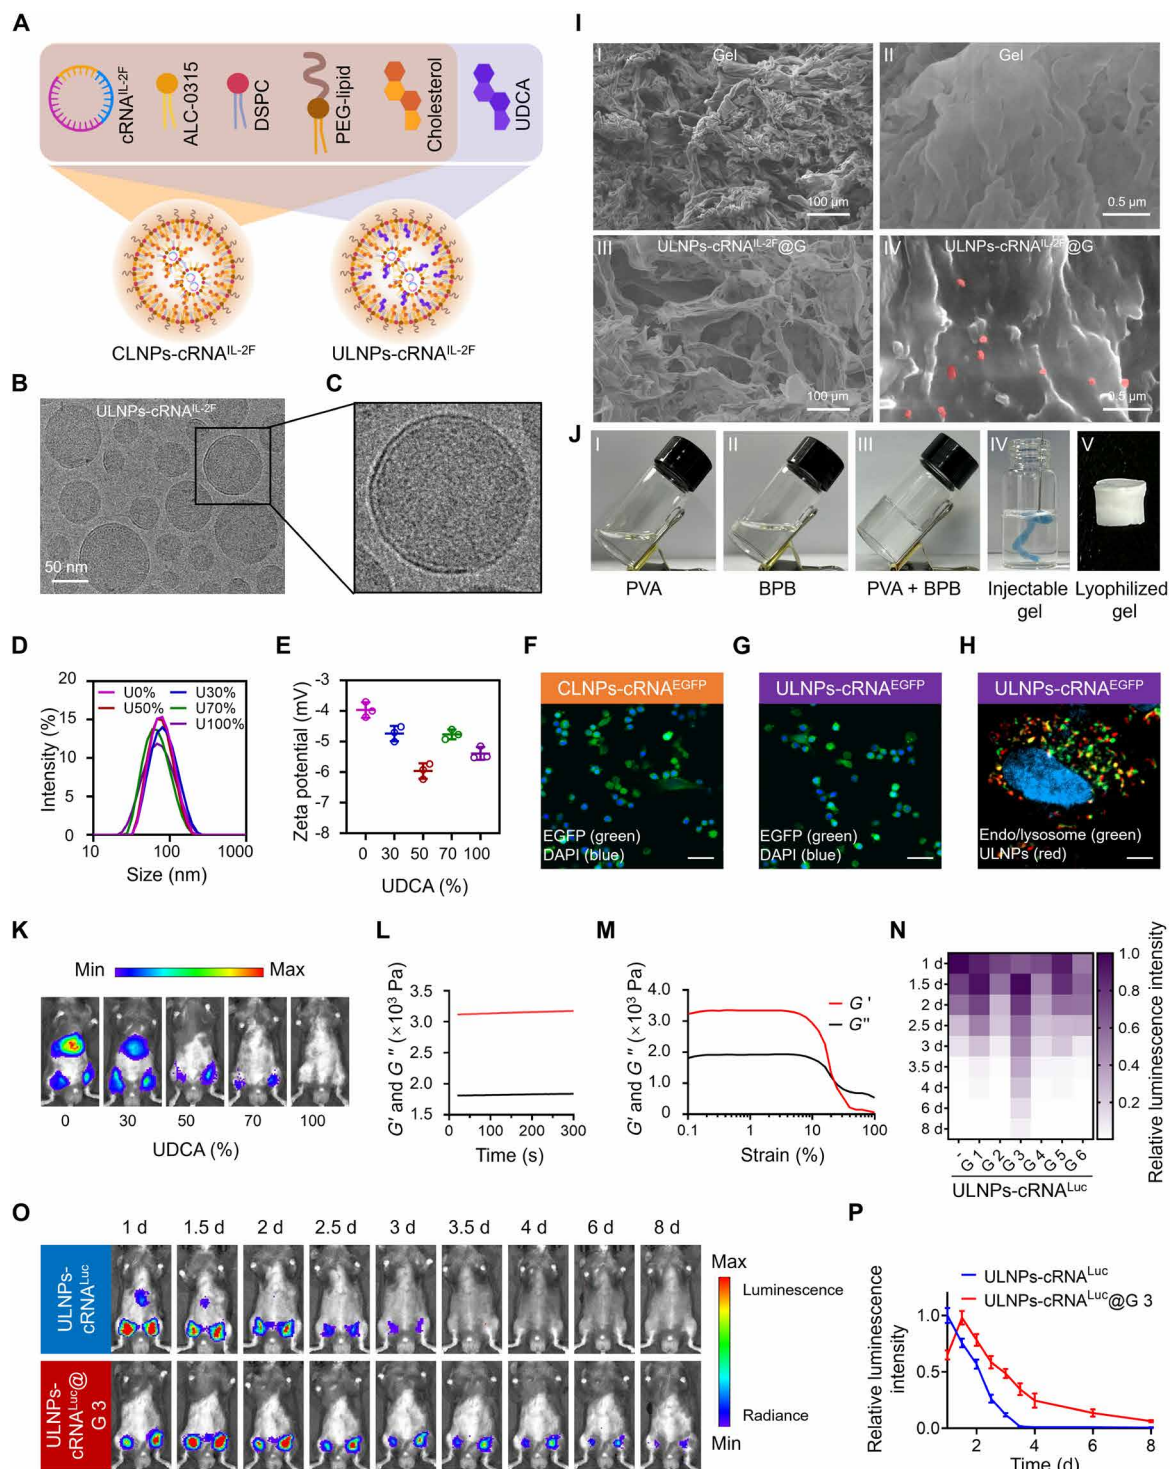 A
cRNA^IL-2F
ALC-0315
DSPC
PEG-lipid
Cholesterol
UDCA
CLNPs-cRNA^IL-2F
ULNPs-cRNA^IL-2F
B
ULNPs-cRNA^IL-2F
50 nm
C
I
I
Gel
100 μm
II
Gel
0.5 μm
III
ULNPs-cRNA^IL-2F@G
100 μm
IV
ULNPs-cRNA^IL-2F@G
0.5 μm
J
I
II
III
IV
V
PVA
BPB
PVA + BPB
Injectable
gel
Lyophilized
gel
D
Intensity (%)
20
15
10
5
0
U0%
U30%
U50%
U70%
U100%
10
100
1000
Size (nm)
E
Zeta potential (mV)
-3
-4
-5
-6
-7
-8
0
30
50
70
100
UDCA (%)
F
CLNPs-cRNA^EGFP
EGFP (green)
DAPI (blue)
G
ULNPs-cRNA^EGFP
EGFP (green)
DAPI (blue)
H
ULNPs-cRNA^EGFP
Endo/lysosome (green)
ULNPs (red)
K
Min
Max
0
30
50
70
100
UDCA (%)
L
G′ and G ″ (×10³ Pa)
3.5
3.0
2.5
2.0
1.5
0
100
200
300
Time (s)
M
G′ and G ″ (×10³ Pa)
4.0
3.0
2.0
1.0
0
G '
G"
0.1
1
10
100
Strain (%)
N
1 d
1.5 d
2 d
2.5 d
3 d
3.5 d
4 d
6 d
8 d
-
G 1
G 2
G 3
G 4
G 5
G 6
ULNPs-cRNA^Luc
1.0
0.8
0.6
0.4
0.2
Relative luminescence intensity
O
1 d
1.5 d
2 d
2.5 d
3 d
3.5 d
4 d
6 d
8 d
ULNPs-
cRNA^Luc
ULNPs-
cRNA^Luc@
G 3
Max
Luminescence
Radiance
Min
P
ULNPs-cRNA^Luc
ULNPs-cRNA^Luc@G 3
Relative luminescence
intensity
1.0
0.5
0.0
2
4
6
8
Time (d)